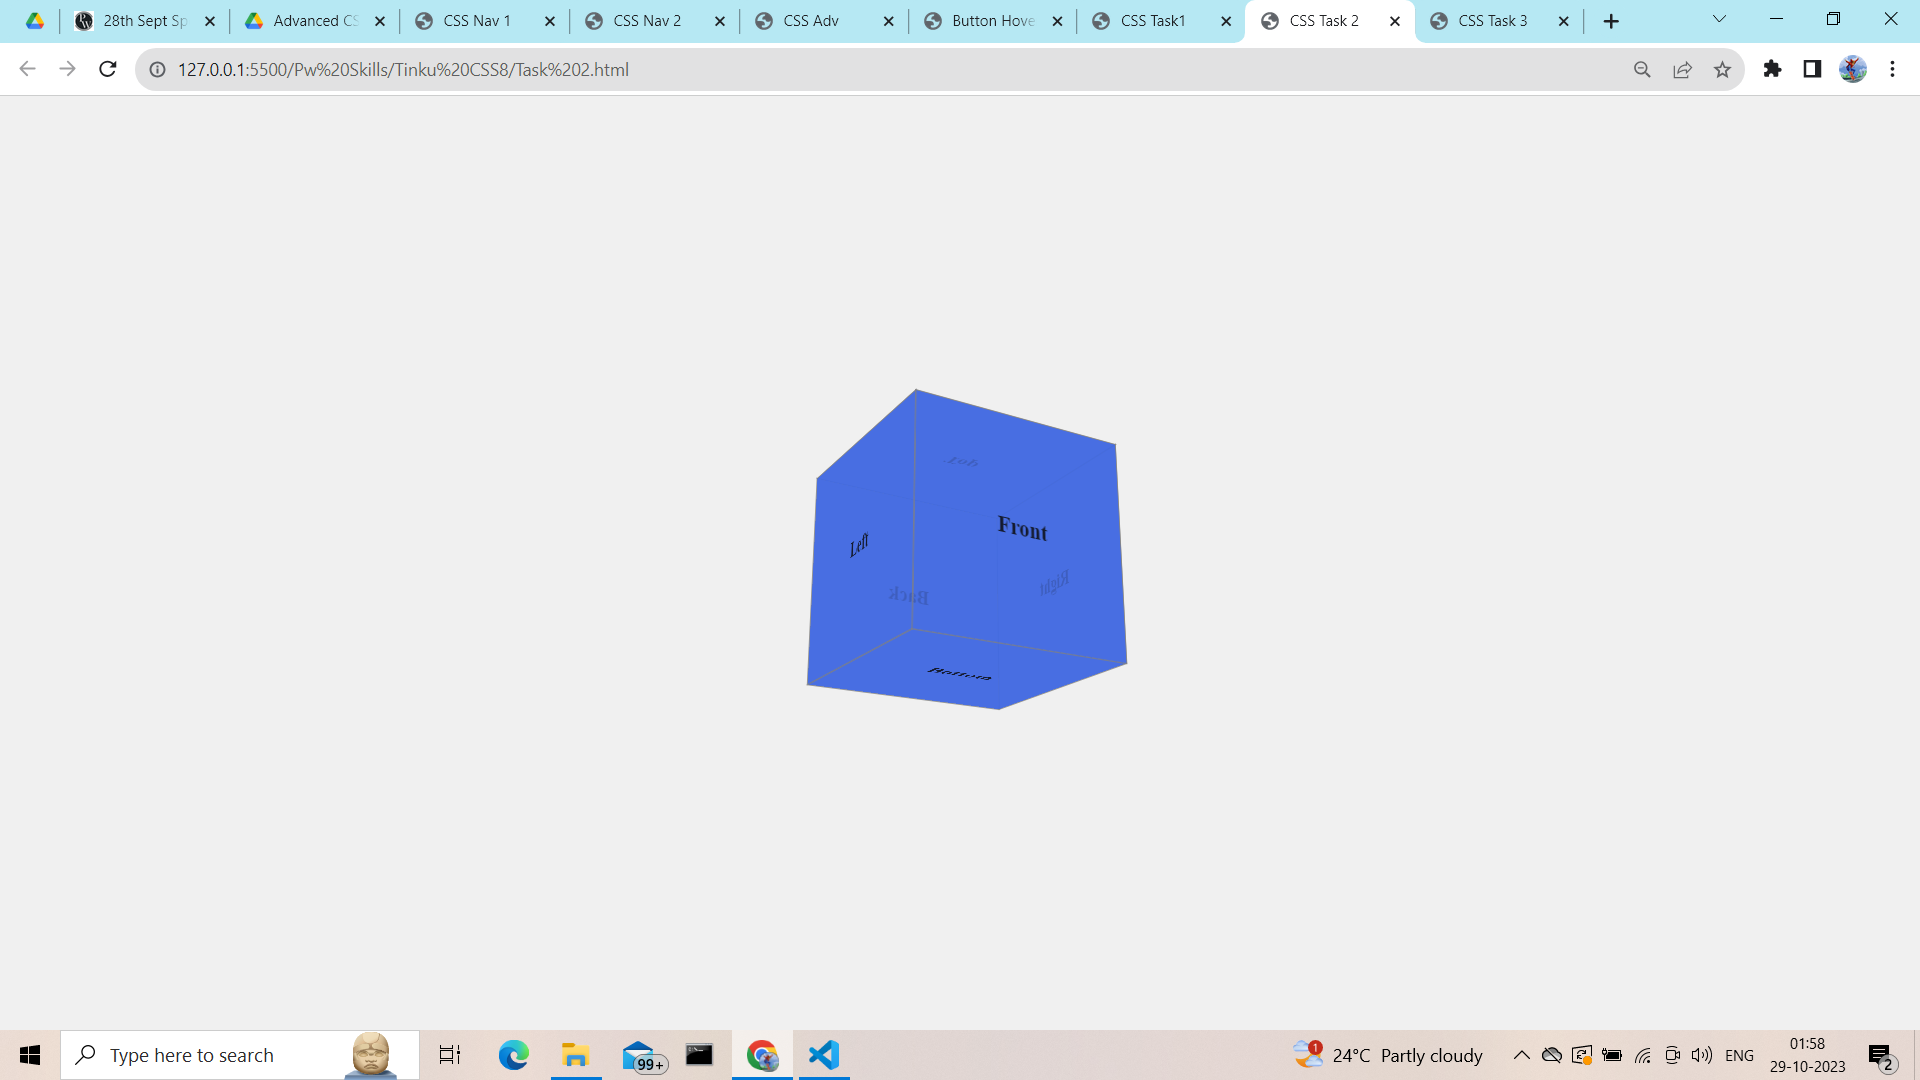 28th Sept Sp
Advanced CS
CSS Nav 1
CSS Nav 2
CSS Adv
Button Hove
CSS Task1
CSS Task 2
CSS Task 3
127.0.0.1:5500/Pw%20Skills/Tinku%20CSS8/Task%202.html
Top
Front
Left
Right
Back
Bottom
Type here to search
99+
1
24°C Partly cloudy
ENG
01:58
29-10-2023
2